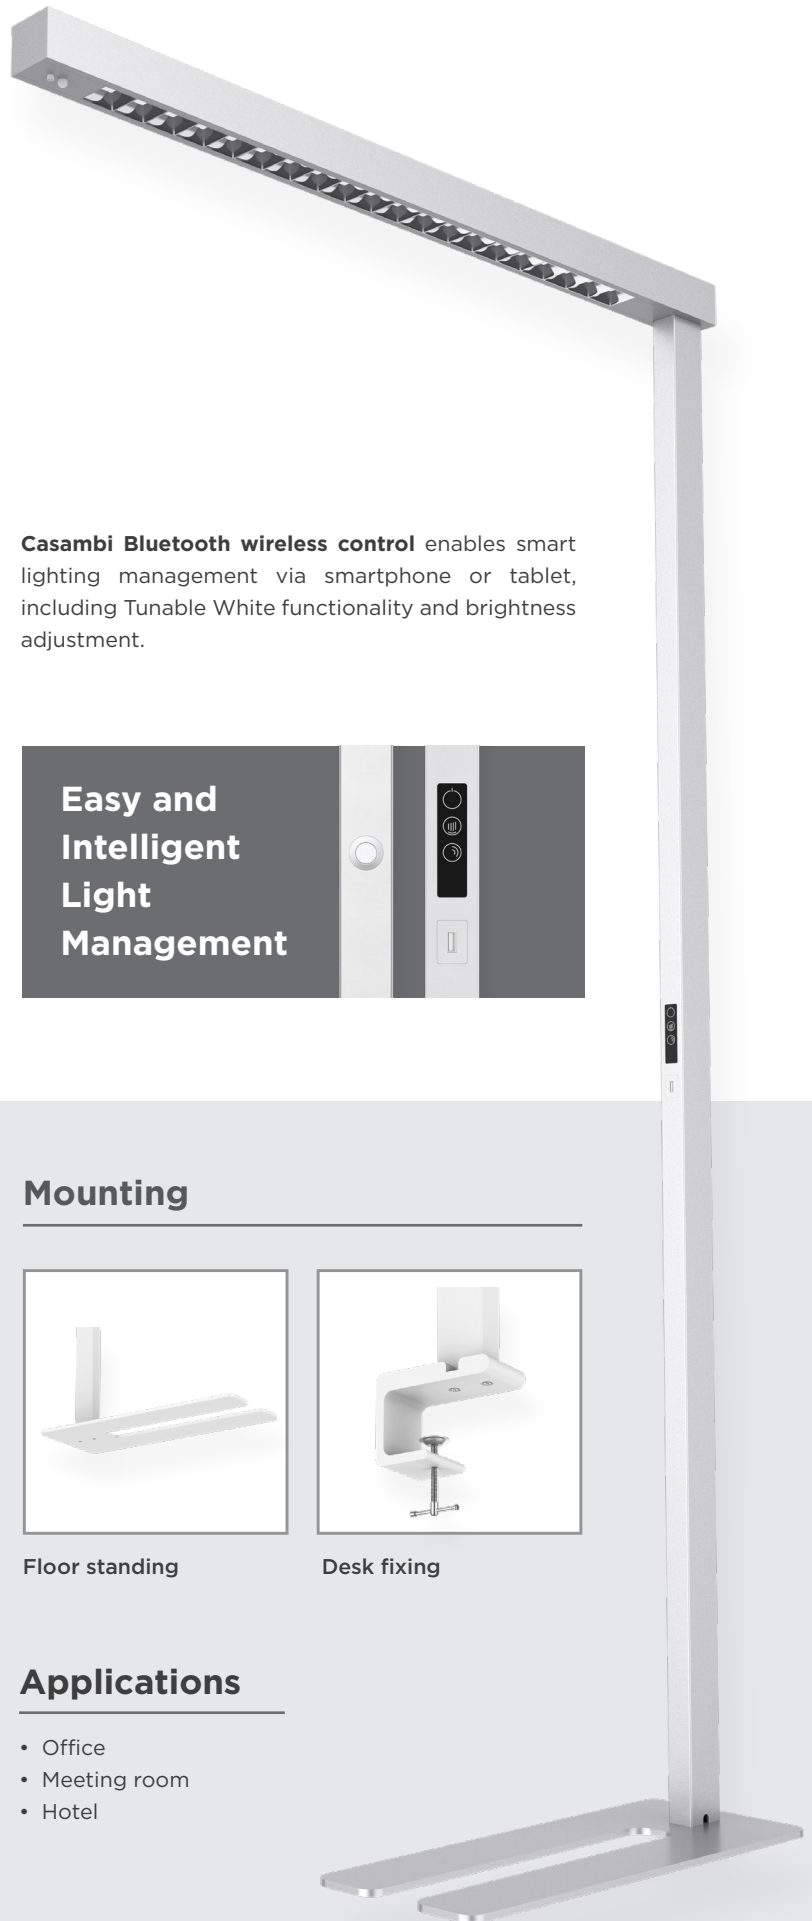 Casambi Bluetooth wireless control enables smart
lighting management via smartphone or tablet,
including Tunable White functionality and brightness
adjustment.
Easy and
Intelligent
Light
Management
Mounting
Floor standing
Desk fixing
Applications
• Office
• Meeting room
• Hotel